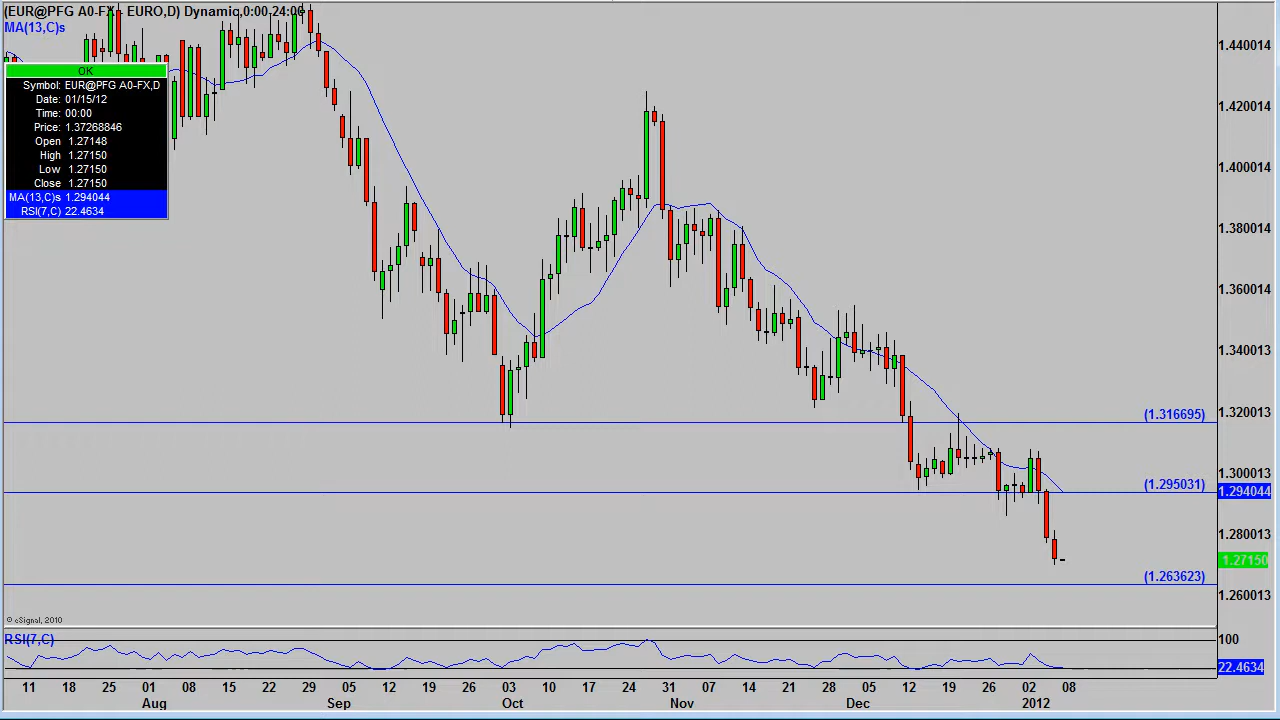 (EUR@PFG A0-FX - EURO,D) Dynamic,0:00-24:00
MA(13,C)s
OK
Symbol: EUR@PFG A0-FX,D
Date: 01/15/12
Time: 00:00
Price: 1.37268846
Open 1.27148
High 1.27150
Low 1.27150
Close 1.27150
MA(13,C)s 1.294044
RSI(7,C) 22.4634
1.440014
1.420014
1.400014
1.380014
1.360014
1.340013
1.320013
1.300013
1.294044
1.280013
1.27150
1.260013
(1.316695)
(1.295031)
(1.263623)
© eSignal, 2010
RSI(7,C)
100
22.4634
11 18 25 01 08 15 22 29 05 12 19 26 03 10 17 24 31 07 14 21 28 05 12 19 26 02 08
Aug Sep Oct Nov Dec 2012